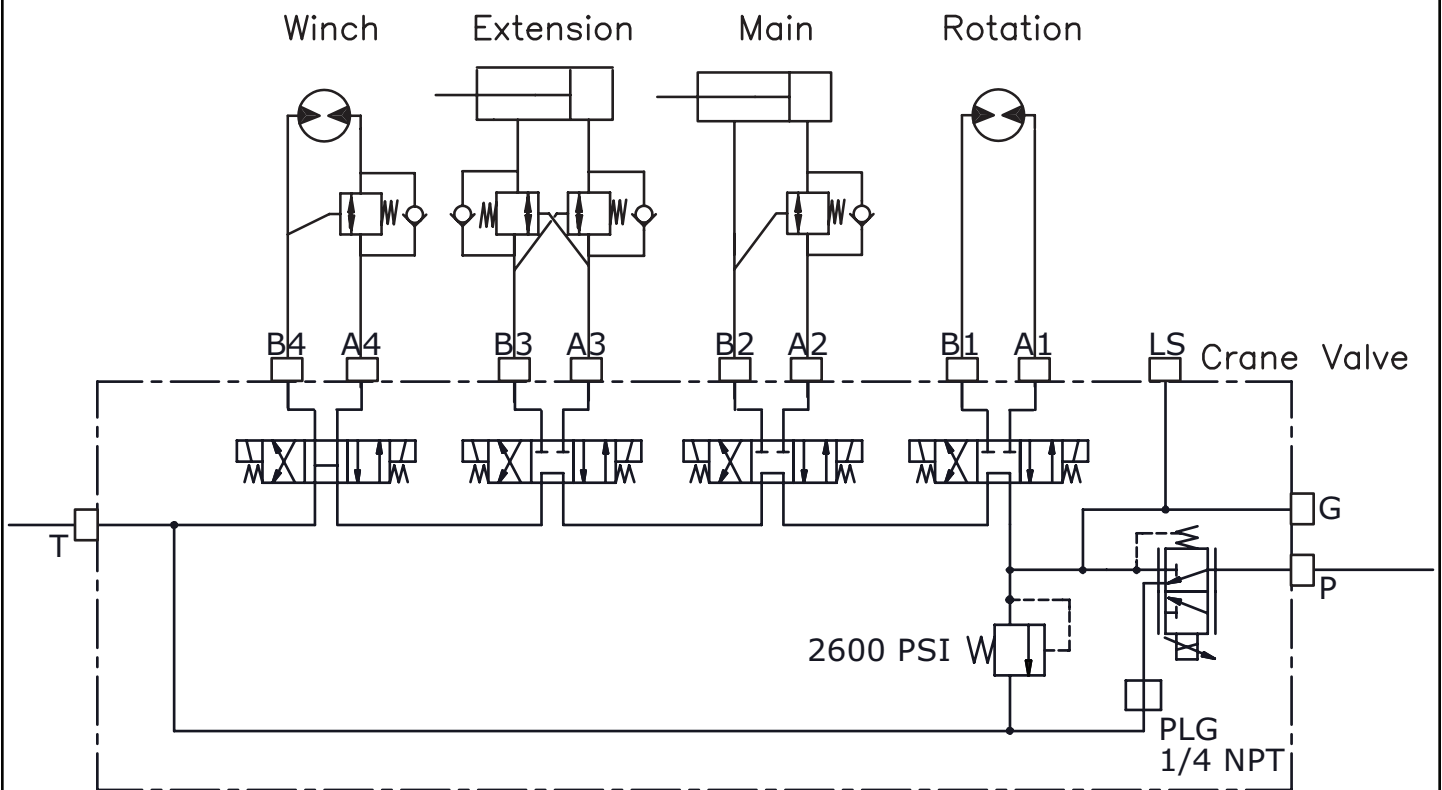 Winch Extension Main Rotation
B4 A4 B3 A3 B2 A2 B1 A1 LS
Crane Valve
G
T
P
2600 PSI
PLG
1/4 NPT